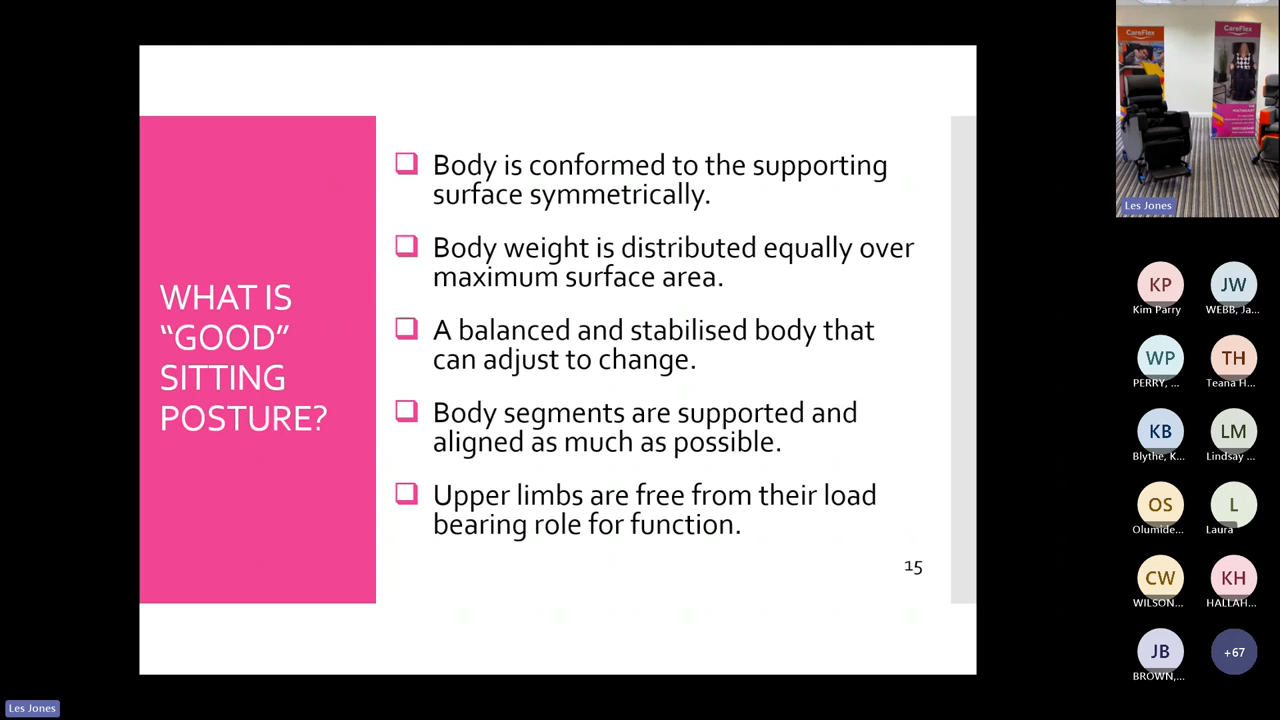 WHAT IS
“GOOD”
SITTING
POSTURE?
Body is conformed to the supporting
surface symmetrically.
Body weight is distributed equally over
maximum surface area.
A balanced and stabilised body that
can adjust to change.
Body segments are supported and
aligned as much as possible.
Upper limbs are free from their load
bearing role for function.
15
CareFlex
CareFlex
Les Jones
KP
Kim Parry
JW
WEBB, Ja...
WP
PERRY, ...
TH
Teana H...
KB
Blythe, K...
LM
Lindsay ...
OS
Olumide...
L
Laura
CW
WILSON...
KH
HALLAH...
JB
BROWN,...
+67
Les Jones